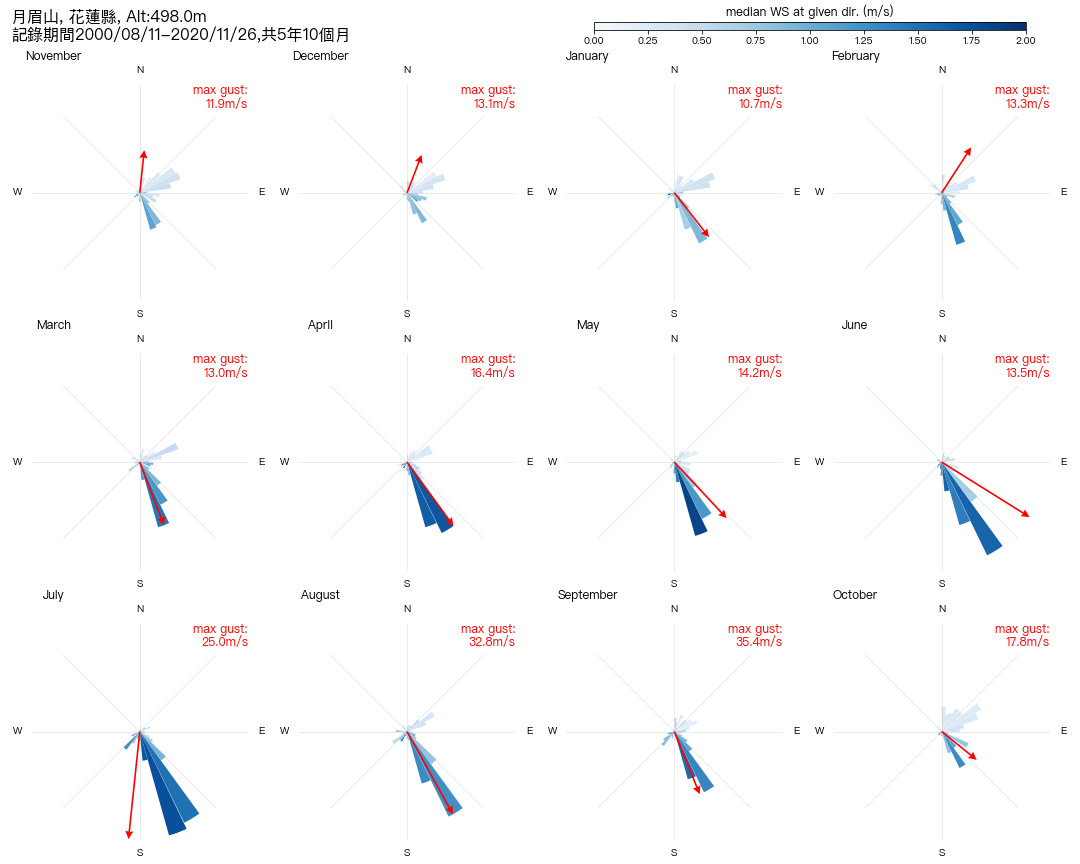 月眉山, 花蓮縣, Alt:498.0m
記錄期間2000/08/11−2020/11/26,共5年10個月
median WS at given dir. (m/s)
0.00 0.25 0.50 0.75 1.00 1.25 1.50 1.75 2.00
November December January February
N N N N
max gust: max gust: max gust: max gust:
11.9m/s 13.1m/s 10.7m/s 13.3m/s
W E W E W E W E
S S S S
March April May June
N N N N
max gust: max gust: max gust: max gust:
13.0m/s 16.4m/s 14.2m/s 13.5m/s
W E W E W E W E
S S S S
July August September October
N N N N
max gust: max gust: max gust: max gust:
25.0m/s 32.8m/s 35.4m/s 17.8m/s
W E W E W E W E
S S S S